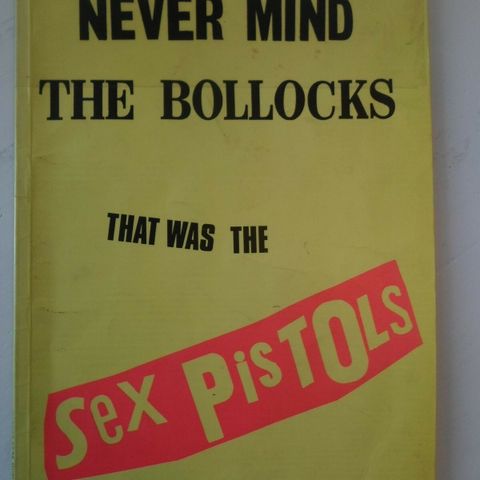 NEVER MIND
THE BOLLOCKS
THAT WAS THE
SeX PiSTOLS